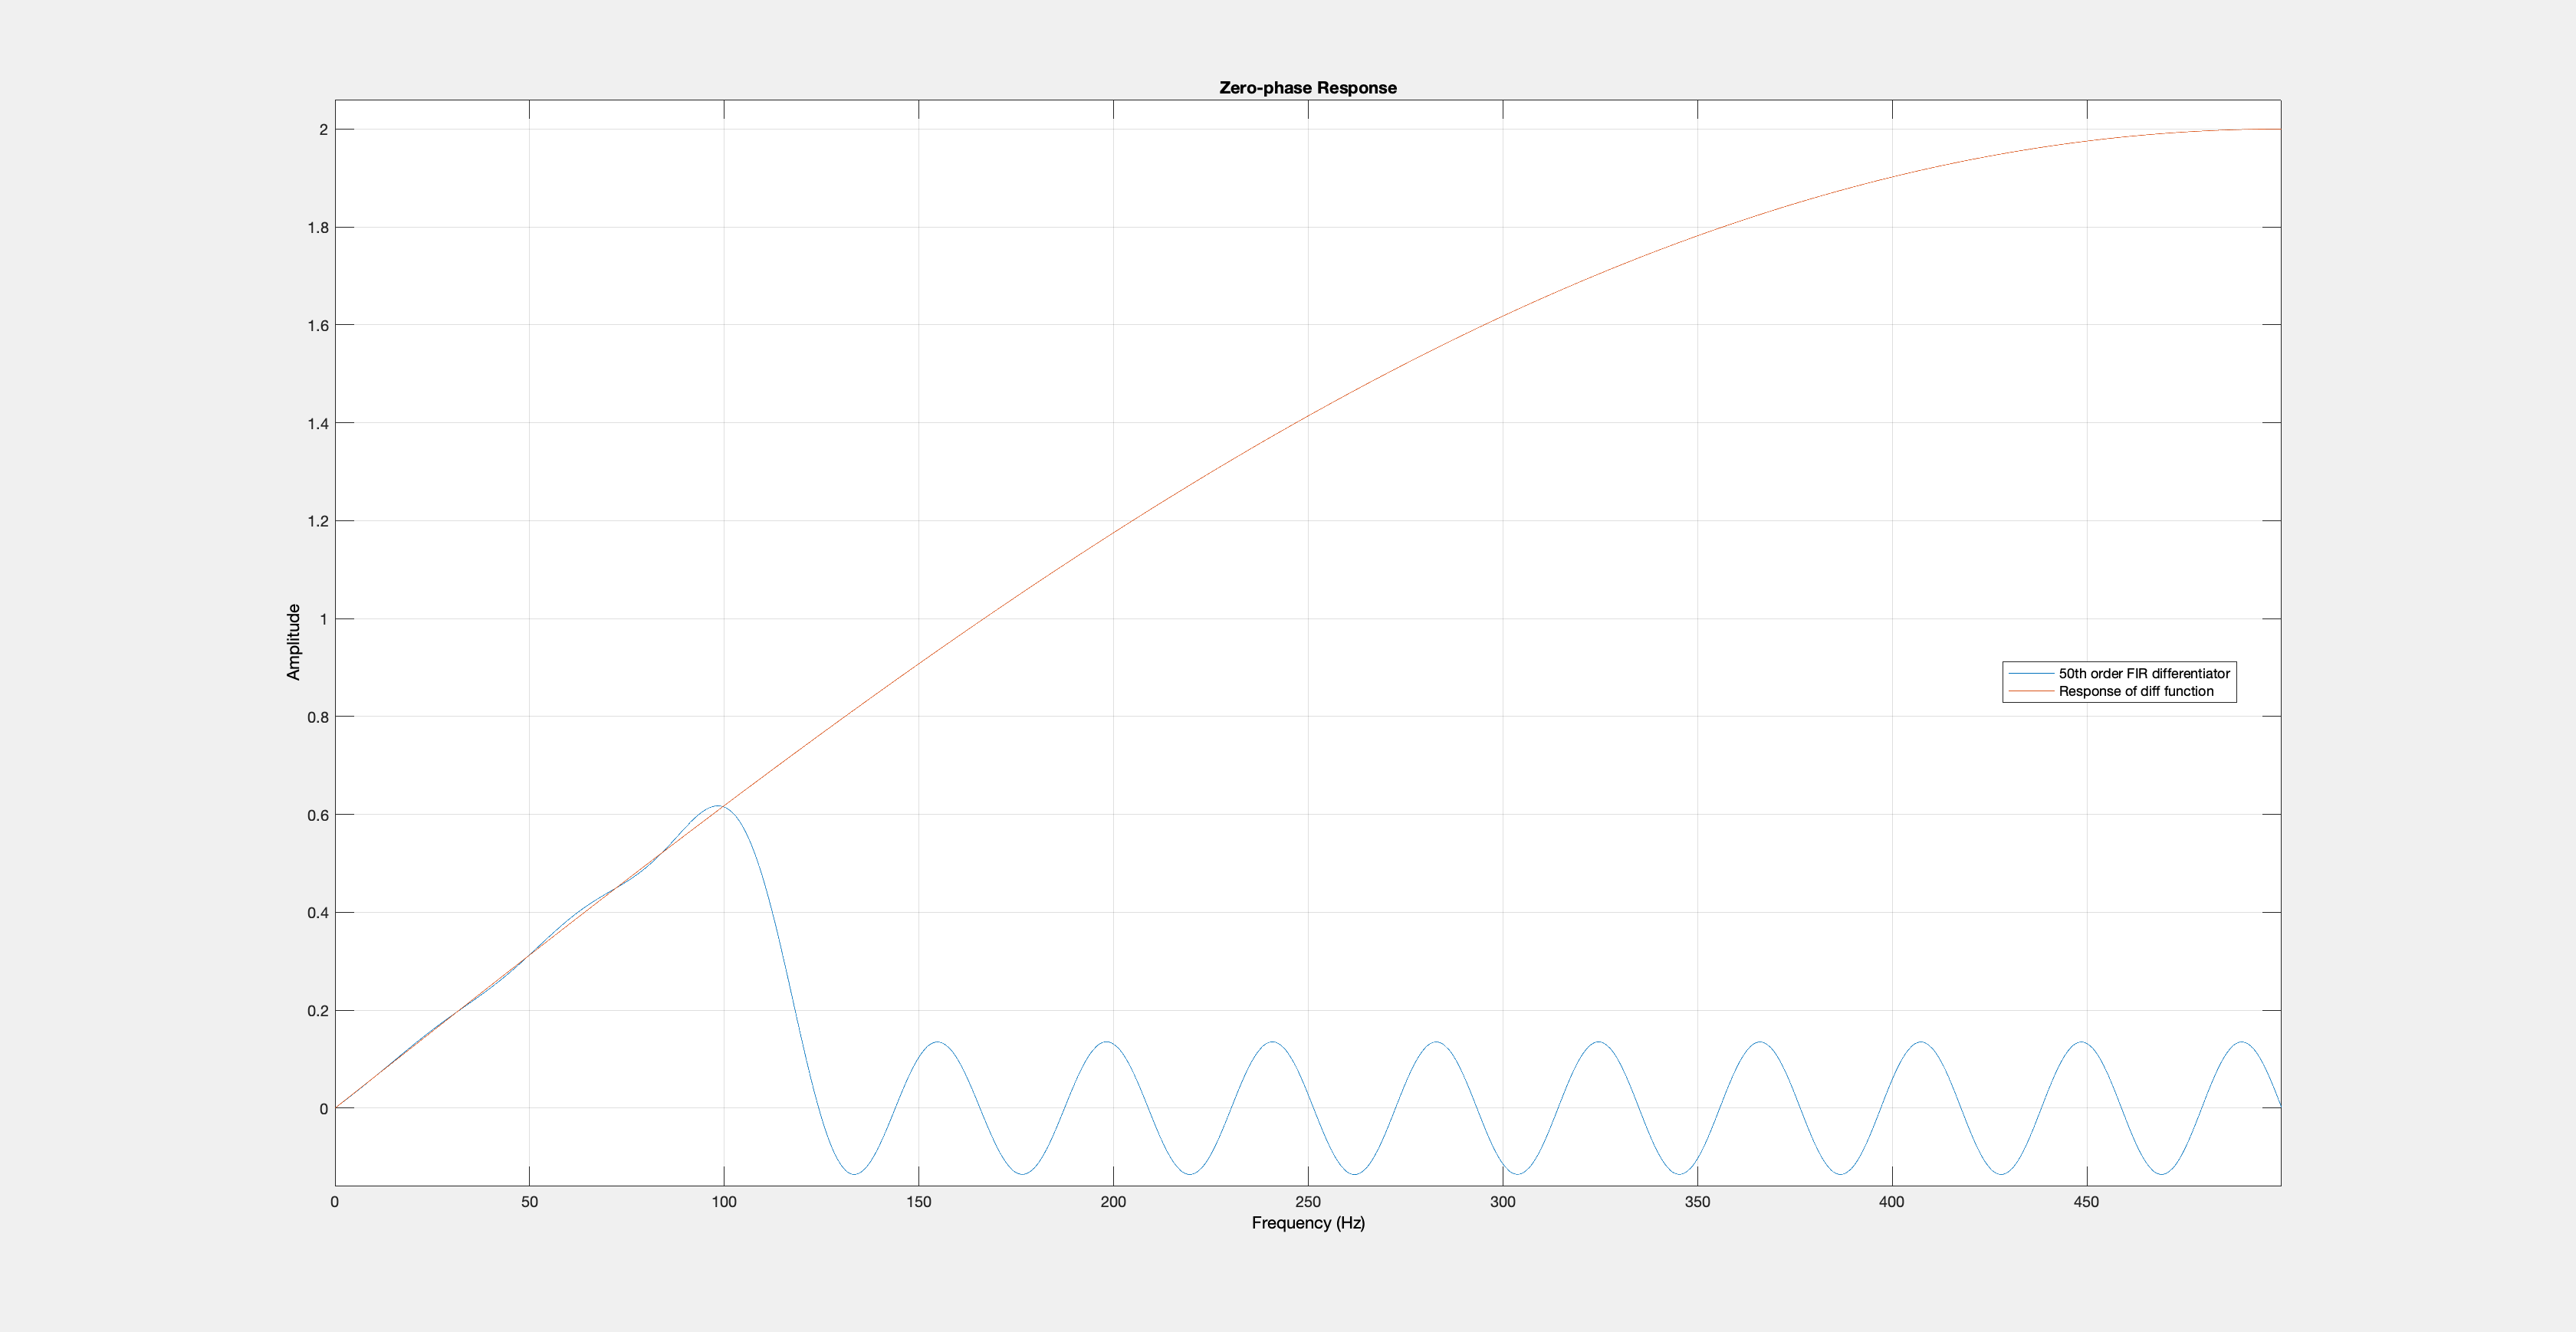 Zero-phase Response
2
1.8
1.6
1.4
1.2
1
0.8
0.6
0.4
0.2
0
Amplitude
50th order FIR differentiator
Response of diff function
0 50 100 150 200 250 300 350 400 450
Frequency (Hz)